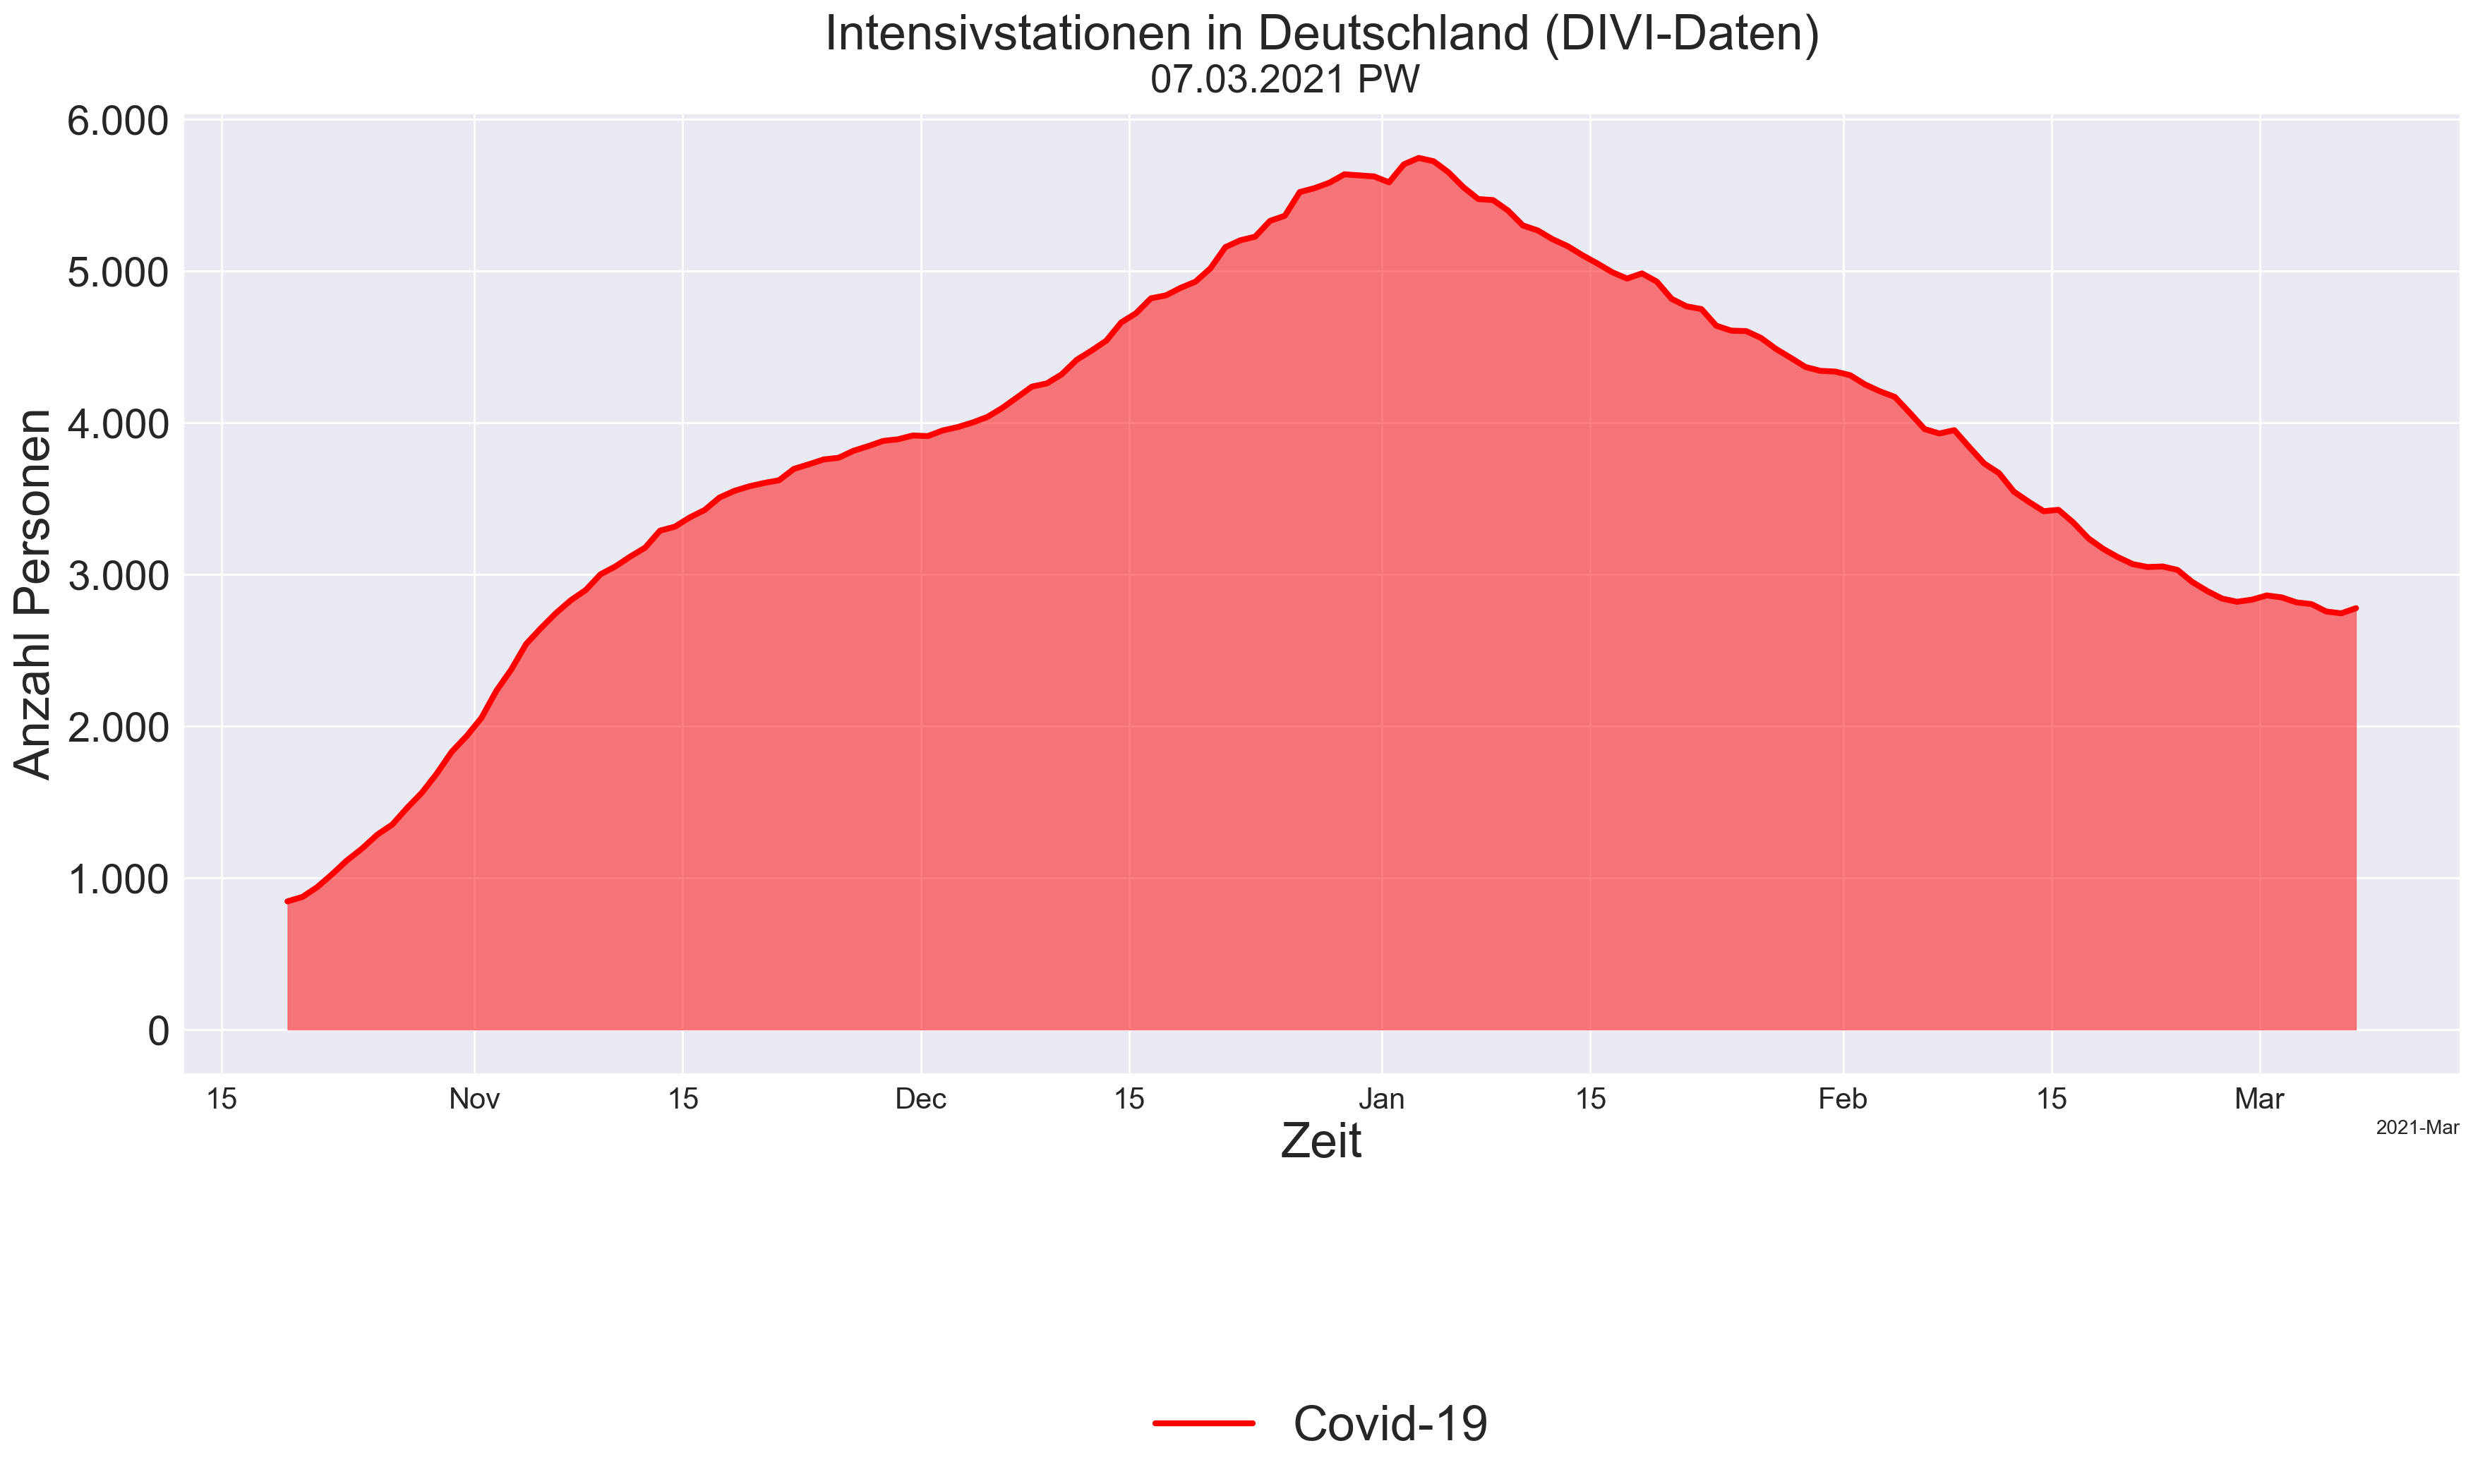 Intensivstationen in Deutschland (DIVI-Daten)
07.03.2021 PW
Anzahl Personen
6.000
5.000
4.000
3.000
2.000
1.000
0
15 Nov 15 Dec 15 Jan 15 Feb 15 Mar
2021-Mar
Zeit
Covid-19